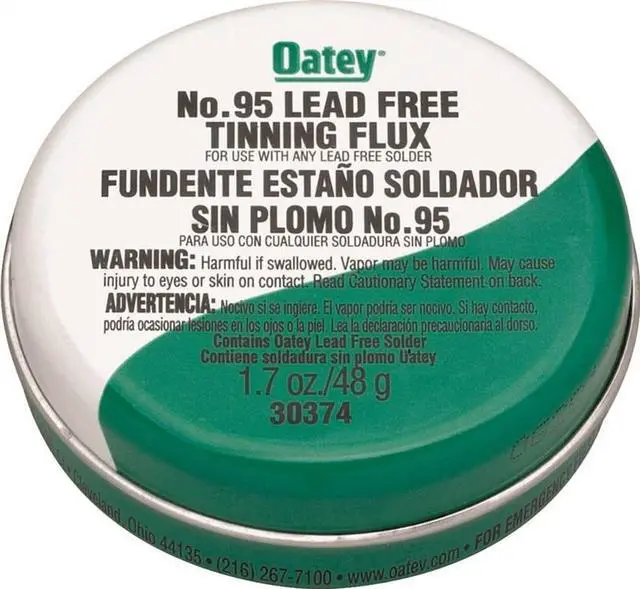 Oatey®
No.95 LEAD FREE
TINNING FLUX
FOR USE WITH ANY LEAD FREE SOLDER
FUNDENTE ESTAÑO SOLDADOR
SIN PLOMO No.95
PARA USO CON CUALQUIER SOLDADURA SIN PLOMO
WARNING: Harmful if swallowed. Vapor may be harmful. May cause
injury to eyes or skin on contact. Read Cautionary Statement on back.
ADVERTENCIA: Nocivo si se ingiere. El vapor podría ser nocivo. Si hay contacto,
podría ocasionar lesiones en los ojos o la piel. Lea la declaración precaucionaria al dorso.
Contains Oatey Lead Free Solder
Contiene soldadura sin plomo Oatey
1.7 oz./48 g
30374
Cleveland, Ohio 44135 • (216) 267-7100 • www.oatey.com • FOR EMERGENCY